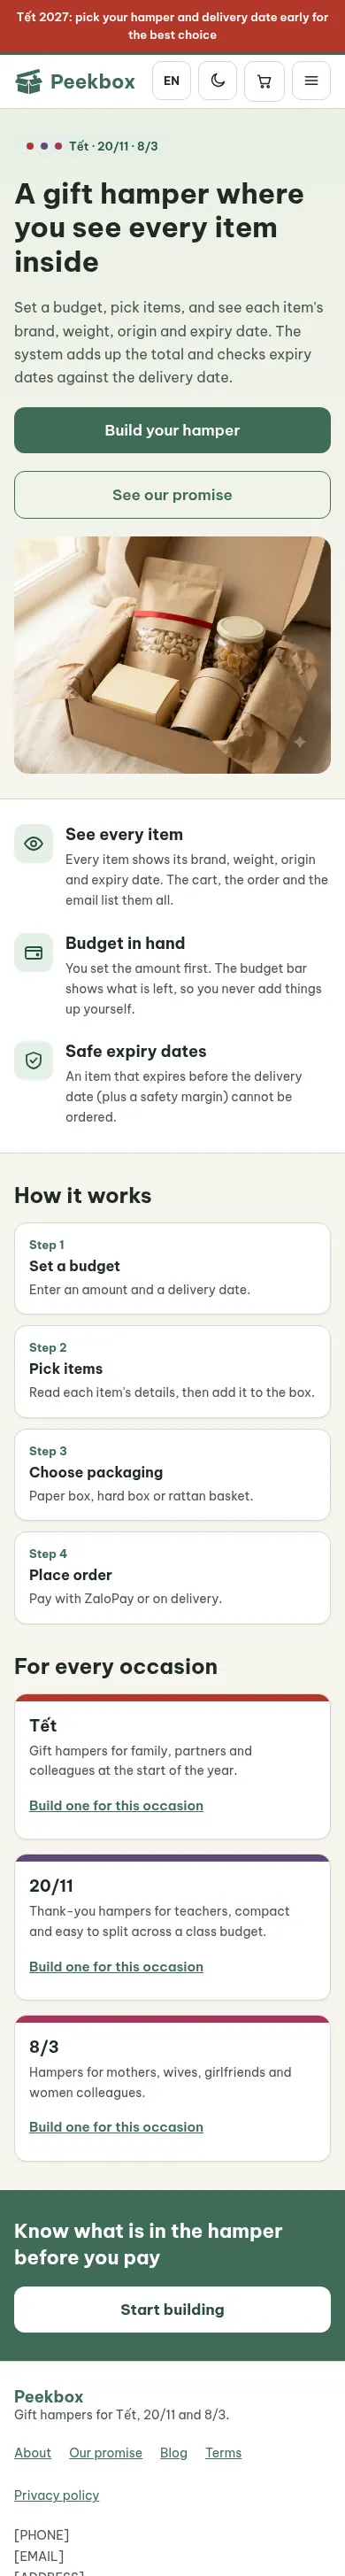 Tết 2027: pick your hamper and delivery date early for
the best choice
Peekbox
EN
Tết · 20/11 · 8/3
A gift hamper where
you see every item
inside
Set a budget, pick items, and see each item's
brand, weight, origin and expiry date. The
system adds up the total and checks expiry
dates against the delivery date.
Build your hamper
See our promise
See every item
Every item shows its brand, weight, origin
and expiry date. The cart, the order and the
email list them all.
Budget in hand
You set the amount first. The budget bar
shows what is left, so you never add things
up yourself.
Safe expiry dates
An item that expires before the delivery
date (plus a safety margin) cannot be
ordered.
How it works
Step 1
Set a budget
Enter an amount and a delivery date.
Step 2
Pick items
Read each item's details, then add it to the box.
Step 3
Choose packaging
Paper box, hard box or rattan basket.
Step 4
Place order
Pay with ZaloPay or on delivery.
For every occasion
Tết
Gift hampers for family, partners and
colleagues at the start of the year.
Build one for this occasion
20/11
Thank-you hampers for teachers, compact
and easy to split across a class budget.
Build one for this occasion
8/3
Hampers for mothers, wives, girlfriends and
women colleagues.
Build one for this occasion
Know what is in the hamper
before you pay
Start building
Peekbox
Gift hampers for Tết, 20/11 and 8/3.
About Our promise Blog Terms
Privacy policy
[PHONE]
[EMAIL]
[ADDRESS]